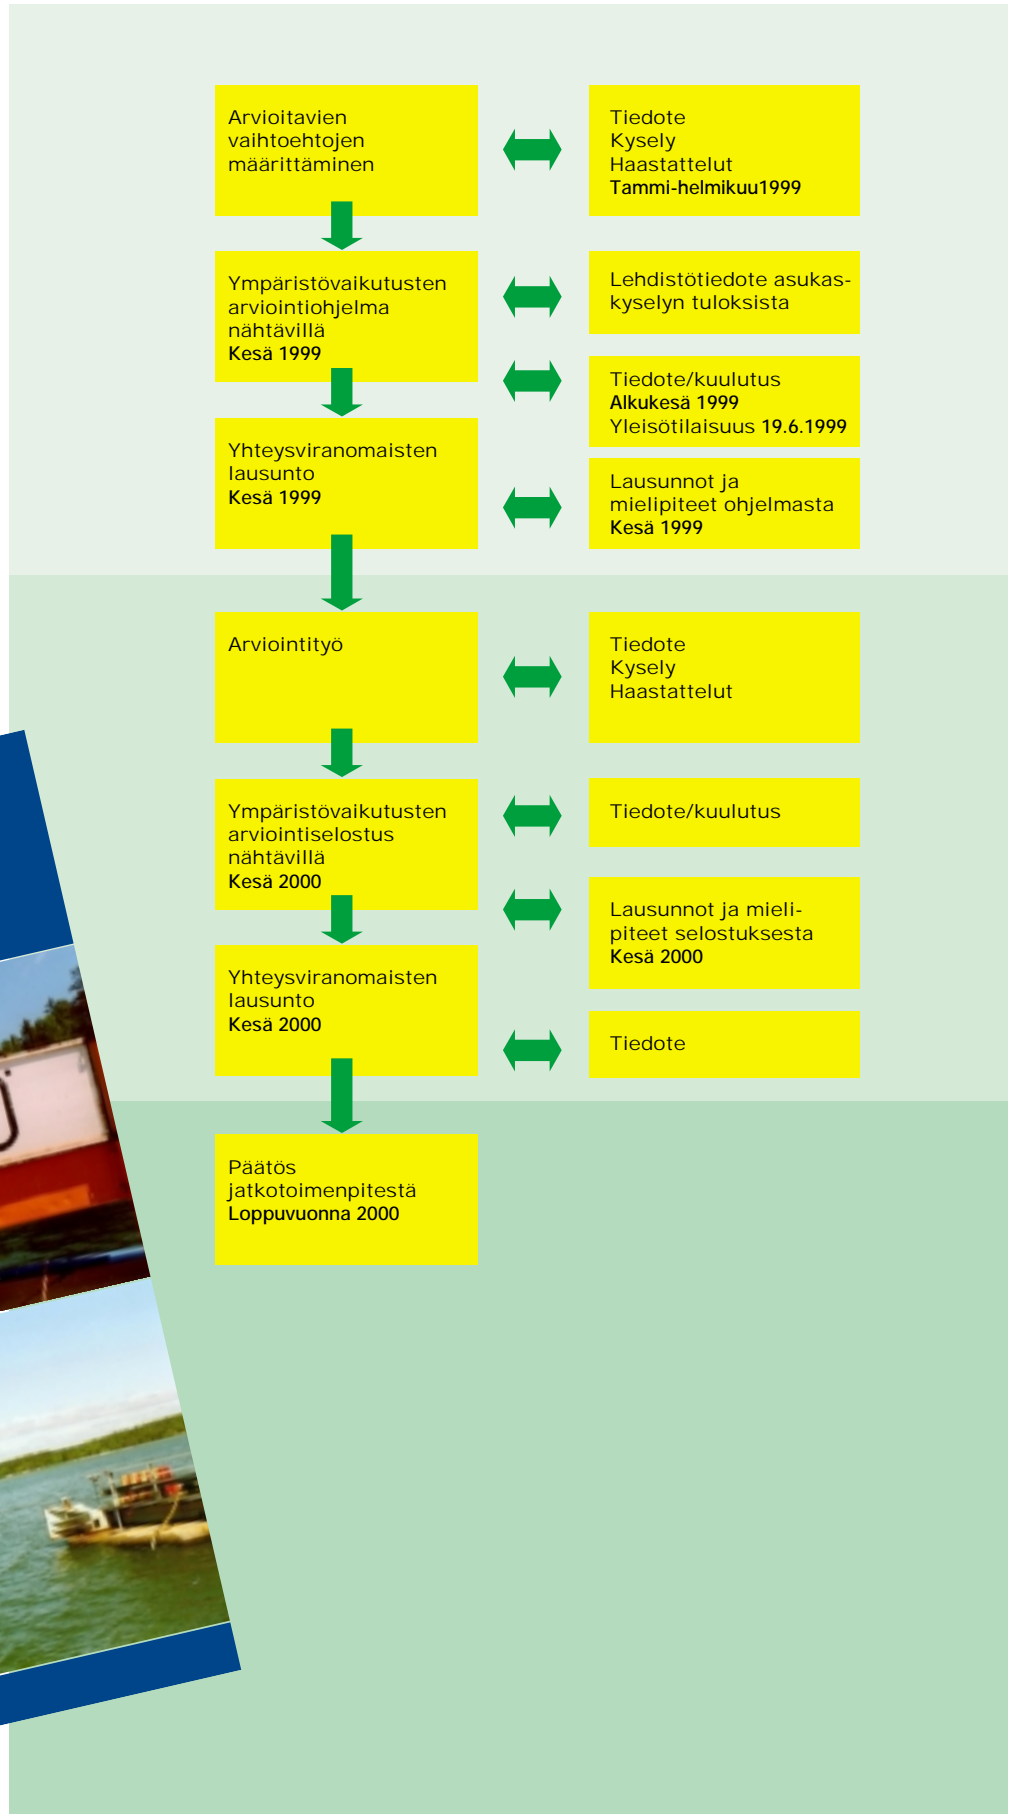 Arvioitavien
vaihtoehtojen
määrittäminen
Tiedote
Kysely
Haastattelut
Tammi-helmikuu1999
Ympäristövaikutusten
arviointiohjelma
nähtävillä
Kesä 1999
Lehdistötiedote asukas-
kyselyn tuloksista
Tiedote/kuulutus
Alkukesä 1999
Yleisötilaisuus 19.6.1999
Yhteysviranomaisten
lausunto
Kesä 1999
Lausunnot ja
mielipiteet ohjelmasta
Kesä 1999
Arviointityö
Tiedote
Kysely
Haastattelut
Ympäristövaikutusten
arviointiselostus
nähtävillä
Kesä 2000
Tiedote/kuulutus
Lausunnot ja mieli-
piteet selostuksesta
Kesä 2000
Yhteysviranomaisten
lausunto
Kesä 2000
Tiedote
Päätös
jatkotoimenpitestä
Loppuvuonna 2000